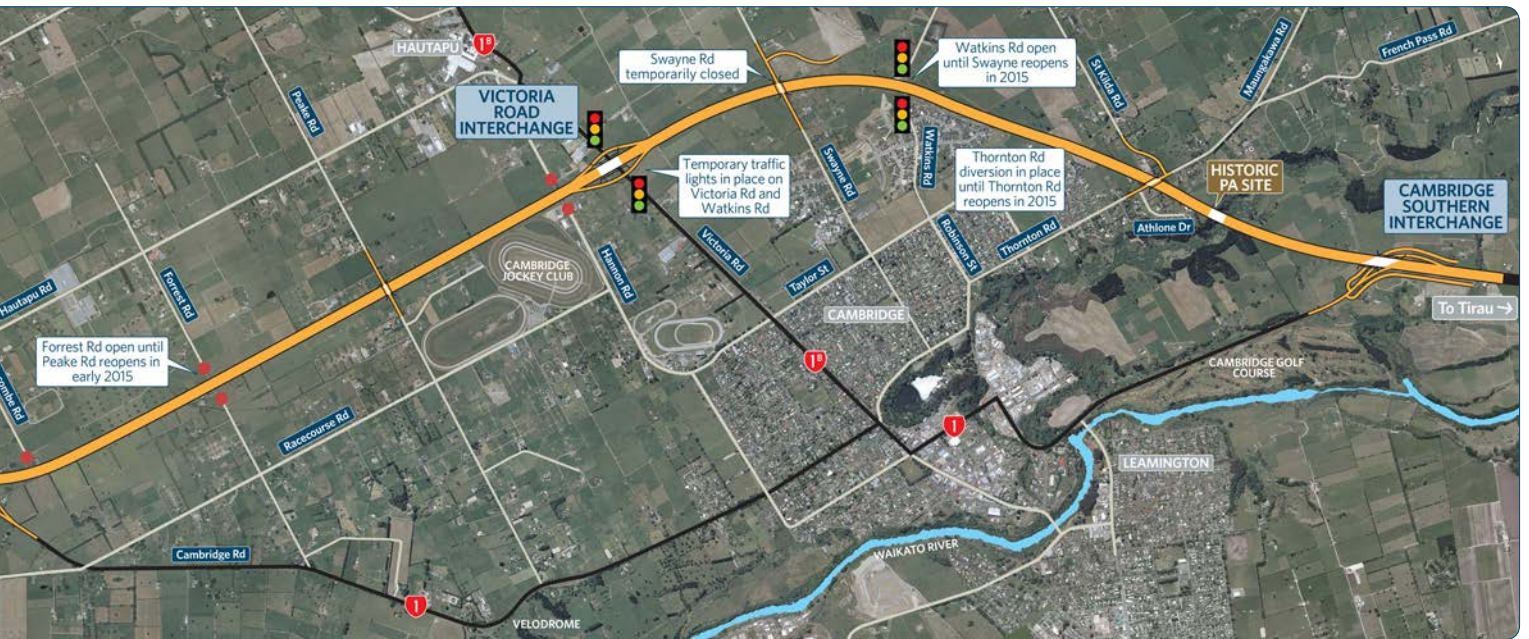 HAUTAPU
1B
Peake Rd
VICTORIA
ROAD
INTERCHANGE
Swayne Rd
temporarily closed
Watkins Rd open
until Swayne reopens
in 2015
St Kilda Rd
Maungakawa Rd
French Pass Rd
Temporary traffic
lights in place on
Victoria Rd and
Watkins Rd
Swayne Rd
Watkins Rd
Thornton Rd
diversion in place
until Thornton Rd
reopens in 2015
HISTORIC
PA SITE
CAMBRIDGE
SOUTHERN
INTERCHANGE
Hautapu Rd
Forrest Rd
CAMBRIDGE
JOCKEY CLUB
Hannon Rd
Victoria Rd
Taylor St
Robinson St
Thornton Rd
Athlone Dr
To Tirau →
Forrest Rd open until
Peake Rd reopens in
early 2015
CAMBRIDGE
1B
CAMBRIDGE GOLF
COURSE
Racecourse Rd
1
LEAMINGTON
Cambridge Rd
WAIKATO RIVER
1
VELODROME